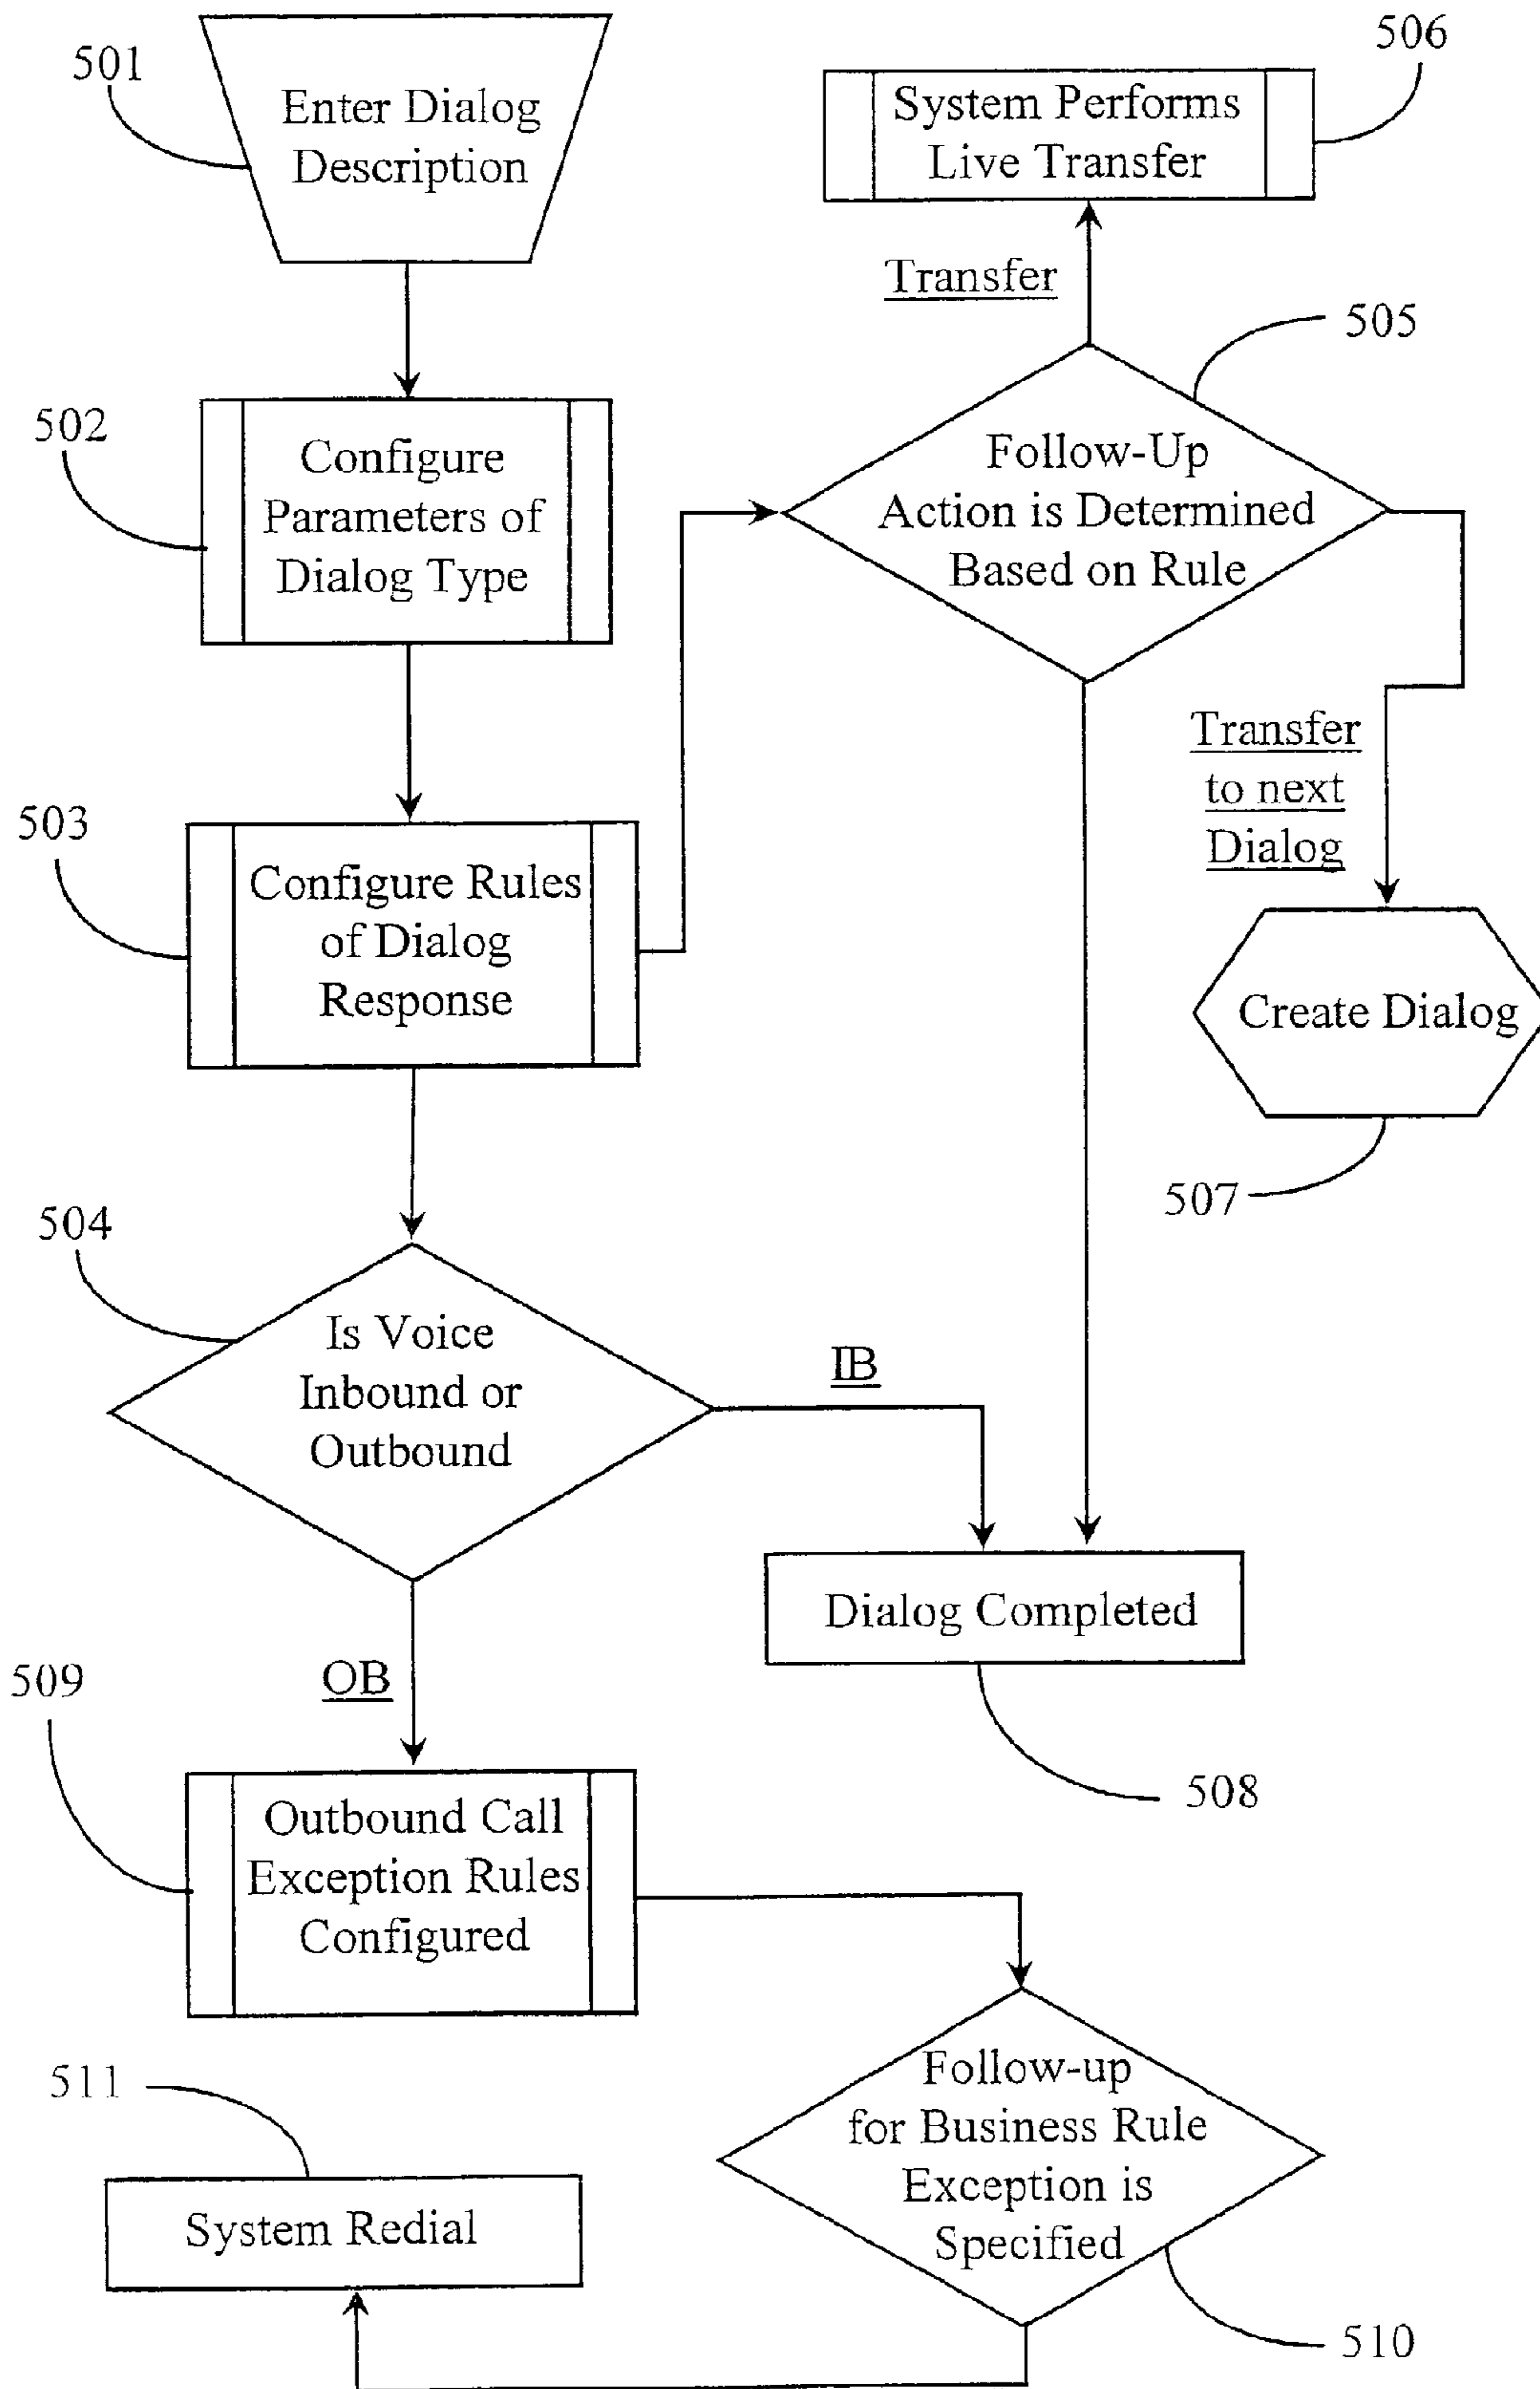 501
Enter Dialog
Description
506
System Performs
Live Transfer
Transfer
505
502
Configure
Parameters of
Dialog Type
Follow-Up
Action is Determined
Based on Rule
Transfer
to next
Dialog
503
Configure Rules
of Dialog
Response
Create Dialog
507
504
Is Voice
Inbound or
Outbound
IB
Dialog Completed
508
OB
509
Outbound Call
Exception Rules
Configured
511
System Redial
Follow-up
for Business Rule
Exception is
Specified
510